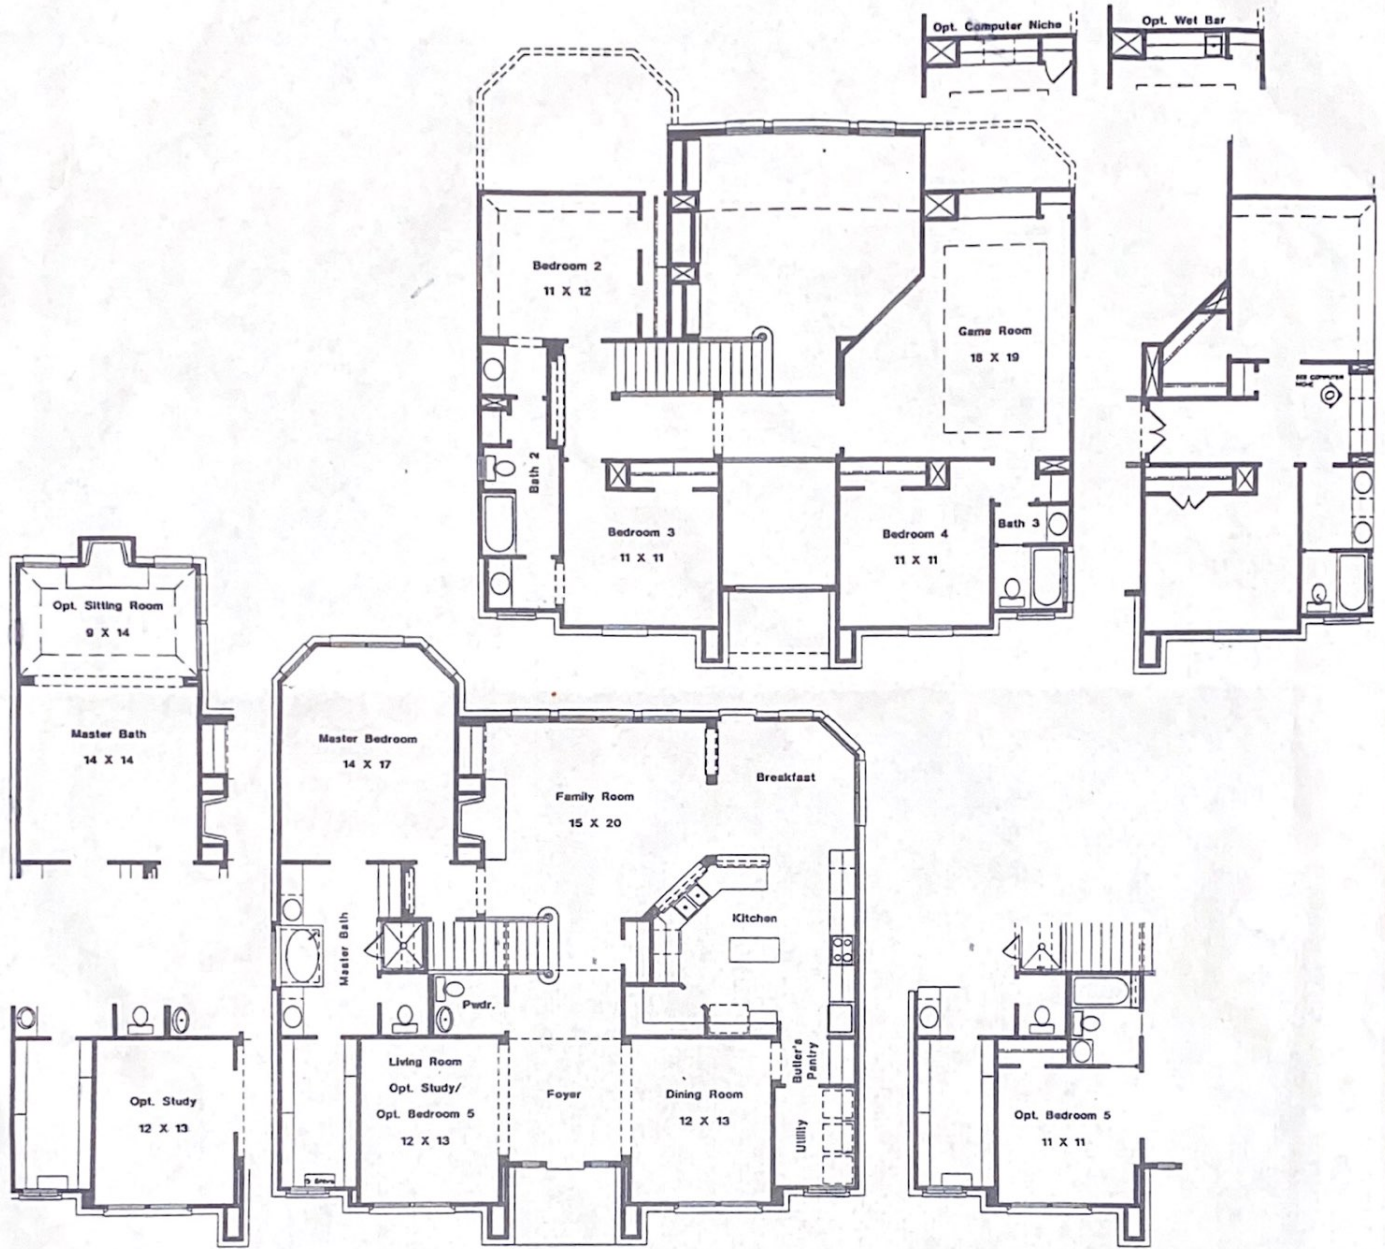 Opt. Computer Niche
Opt. Wet Bar
Bedroom 2
11 X 12
Game Room
18 X 19
Bath 2
Bedroom 3
11 X 11
Bedroom 4
11 X 11
Bath 3
Opt. Sitting Room
9 X 14
Master Bath
14 X 14
Master Bedroom
14 X 17
Family Room
15 X 20
Breakfast
Kitchen
Master Bath
Pwdr.
Living Room
Opt. Study/
Opt. Bedroom 5
12 X 13
Foyer
Dining Room
12 X 13
Butler's
Pantry
Utility
Opt. Study
12 X 13
Opt. Bedroom 5
11 X 11